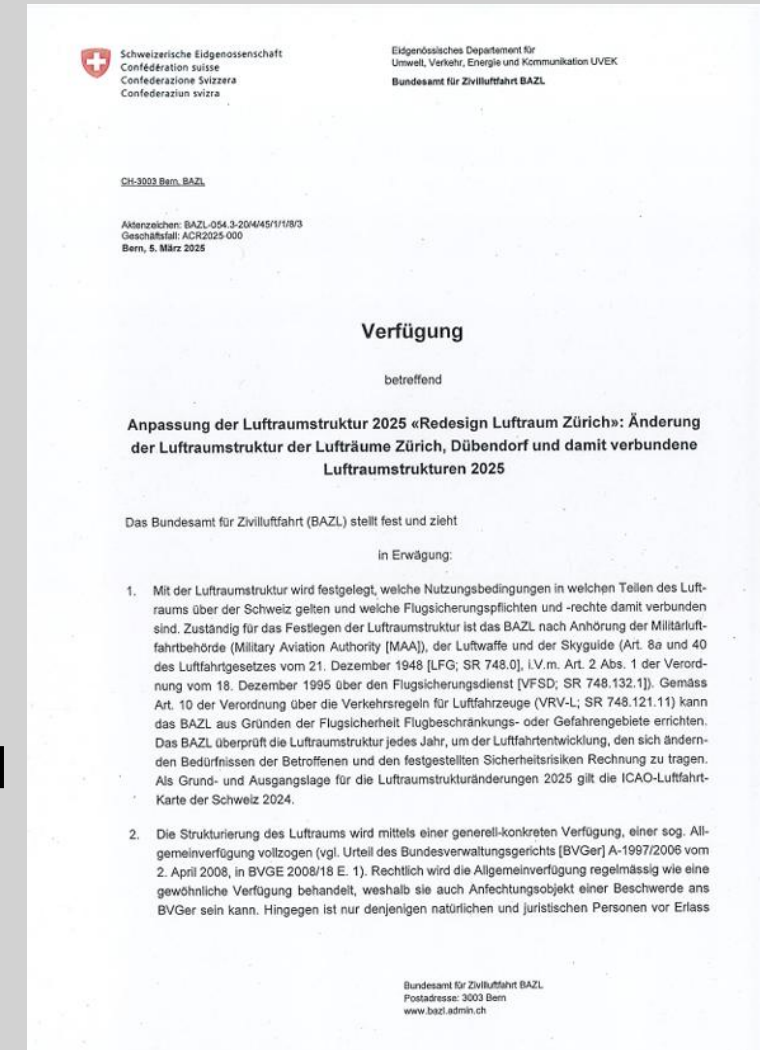 Schweizerische Eidgenossenschaft
Confédération suisse
Confederazione Svizzera
Confederaziun svizra
Eidgenössisches Departement für
Umwelt, Verkehr, Energie und Kommunikation UVEK
Bundesamt für Zivilluftfahrt BAZL
CH-3003 Bern, BAZL
Aktenzeichen: BAZL-054.3-20/4/45/1/1/8/3
Geschäftsfall: ACR2025-000
Bern, 5. März 2025
Verfügung
betreffend
Anpassung der Luftraumstruktur 2025 «Redesign Luftraum Zürich»: Änderung
der Luftraumstruktur der Lufträume Zürich, Dübendorf und damit verbundene
Luftraumstrukturen 2025
Das Bundesamt für Zivilluftfahrt (BAZL) stellt fest und zieht
in Erwägung:
1. Mit der Luftraumstruktur wird festgelegt, welche Nutzungsbedingungen in welchen Teilen des Luft-
raums über der Schweiz gelten und welche Flugsicherungspflichten und -rechte damit verbunden
sind. Zuständig für das Festlegen der Luftraumstruktur ist das BAZL nach Anhörung der Militärluft-
fahrtbehörde (Military Aviation Authority [MAA]), der Luftwaffe und der Skyguide (Art. 8a und 40
des Luftfahrtgesetzes vom 21. Dezember 1948 [LFG; SR 748.0], i.V.m. Art. 2 Abs. 1 der Verord-
nung vom 18. Dezember 1995 über den Flugsicherungsdienst [VFSD; SR 748.132.1]). Gemäss
Art. 10 der Verordnung über die Verkehrsregeln für Luftfahrzeuge (VRV-L; SR 748.121.11) kann
das BAZL aus Gründen der Flugsicherheit Flugbeschränkungs- oder Gefahrengebiete errichten.
Das BAZL überprüft die Luftraumstruktur jedes Jahr, um der Luftfahrtentwicklung, den sich ändern-
den Bedürfnissen der Betroffenen und den festgestellten Sicherheitsrisiken Rechnung zu tragen.
Als Grund- und Ausgangslage für die Luftraumstrukturänderungen 2025 gilt die ICAO-Luftfahrt-
Karte der Schweiz 2024.
2. Die Strukturierung des Luftraums wird mittels einer generell-konkreten Verfügung, einer sog. All-
gemeinverfügung vollzogen (vgl. Urteil des Bundesverwaltungsgerichts [BVGer] A-1997/2006 vom
2. April 2008, in BVGE 2008/18 E. 1). Rechtlich wird die Allgemeinverfügung regelmässig wie eine
gewöhnliche Verfügung behandelt, weshalb sie auch Anfechtungsobjekt einer Beschwerde ans
BVGer sein kann. Hingegen ist nur denjenigen natürlichen und juristischen Personen vor Erlass
Bundesamt für Zivilluftfahrt BAZL
Postadresse: 3003 Bern
www.bazl.admin.ch